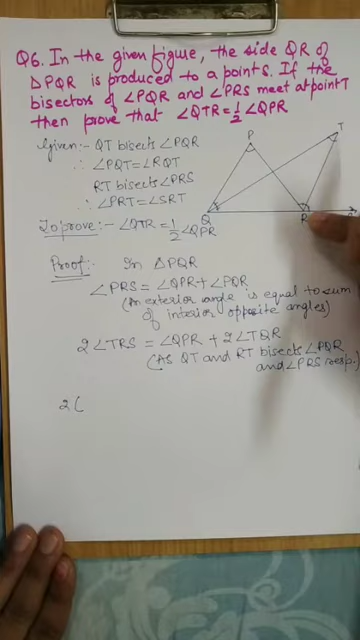 Q6. In the given figure, the side QR of
ΔPQR is produced to a point S. If the
bisectors of ∠PQR and ∠PRS meet at point T
then prove that ∠QTR = 1/2 ∠QPR
Given:- QT bisects ∠PQR
∴ ∠PQT = ∠RQT
RT bisects ∠PRS
∴ ∠PRT = ∠SRT
To prove:- ∠QTR = 1/2 ∠QPR
P
T
Q
R
Proof:- In ΔPQR
∠PRS = ∠QPR + ∠PQR
(An exterior angle is equal to sum
of interior opposite angles)
2∠TRS = ∠QPR + 2∠TQR
(As QT and RT bisects ∠PQR
and ∠PRS resp.)
2(